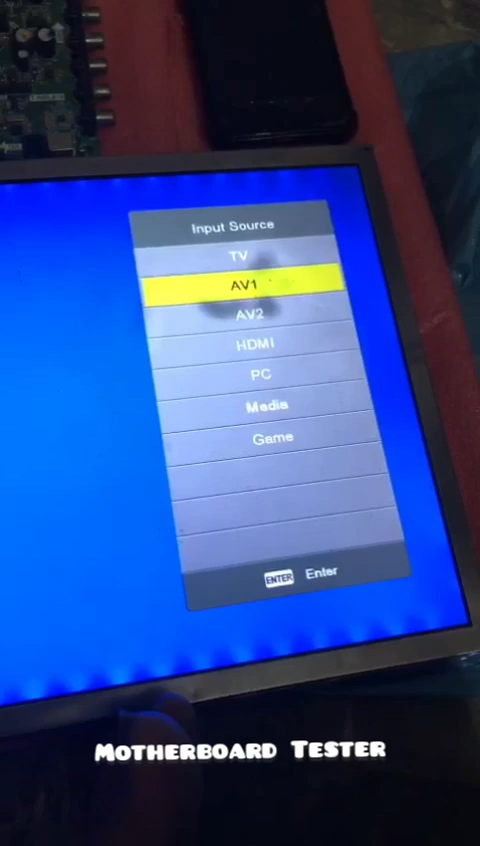 Input Source
TV
AV1
AV2
HDMI
PC
Media
Game
ENTER Enter
MOTHERBOARD TESTER